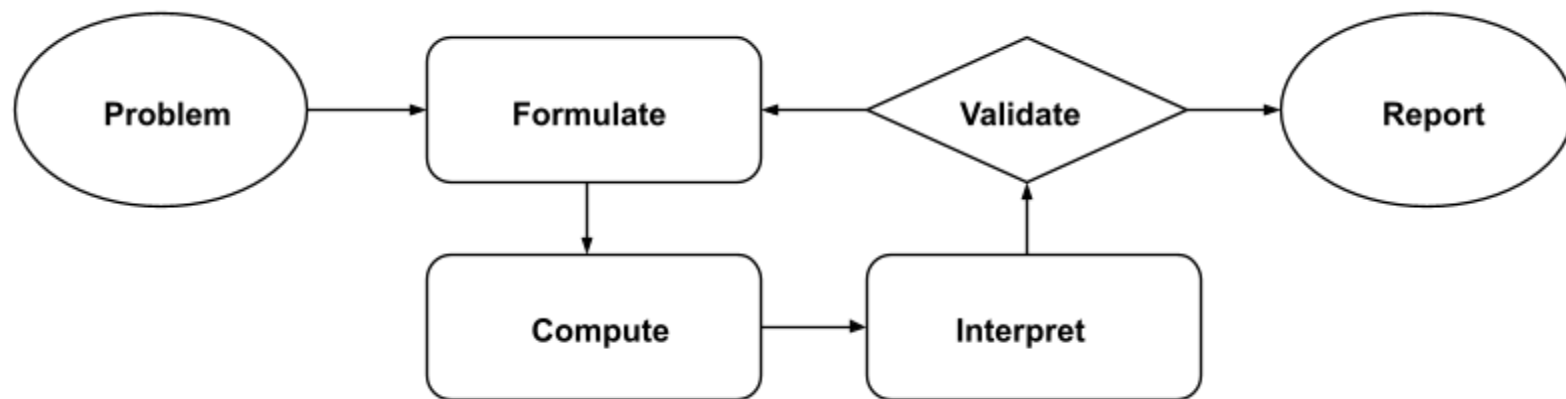 Problem
Formulate
Validate
Report
Compute
Interpret